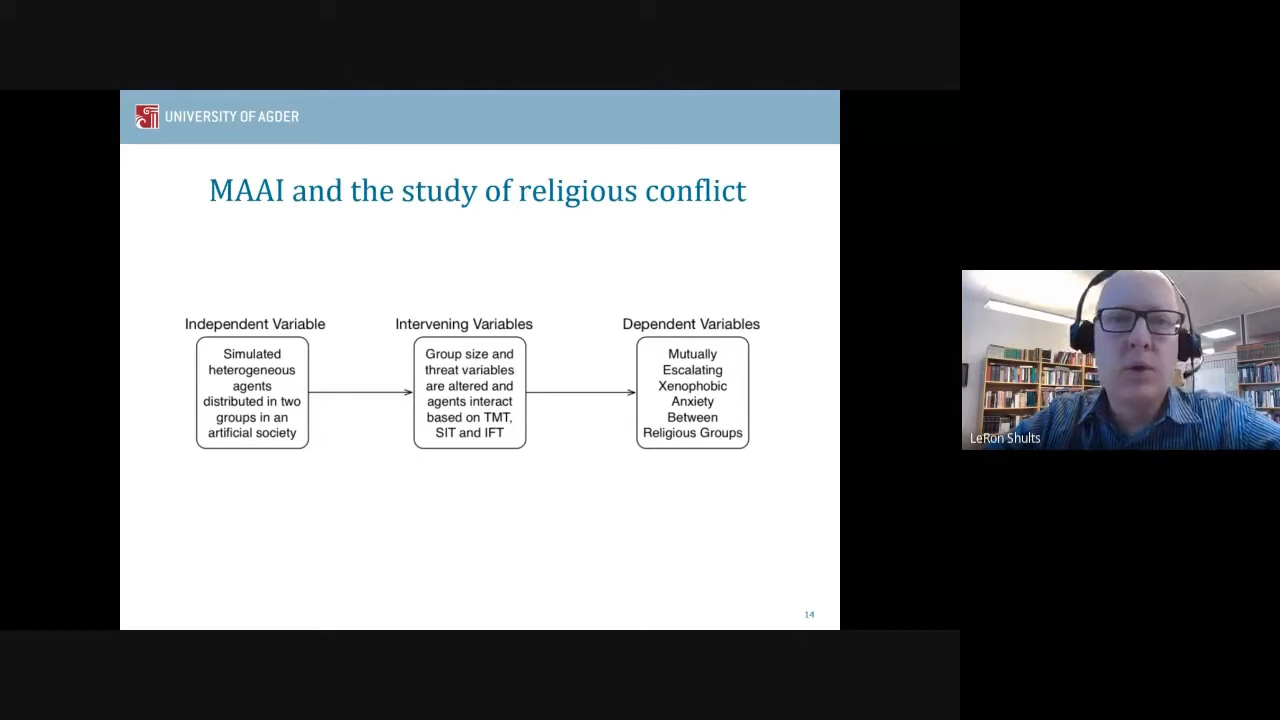 UNIVERSITY OF AGDER
MAAI and the study of religious conflict
Independent Variable
Simulated
heterogeneous
agents
distributed in two
groups in an
artificial society
Intervening Variables
Group size and
threat variables
are altered and
agents interact
based on TMT,
SIT and IFT
Dependent Variables
Mutually
Escalating
Xenophobic
Anxiety
Between
Religious Groups
14
LeRon Shults